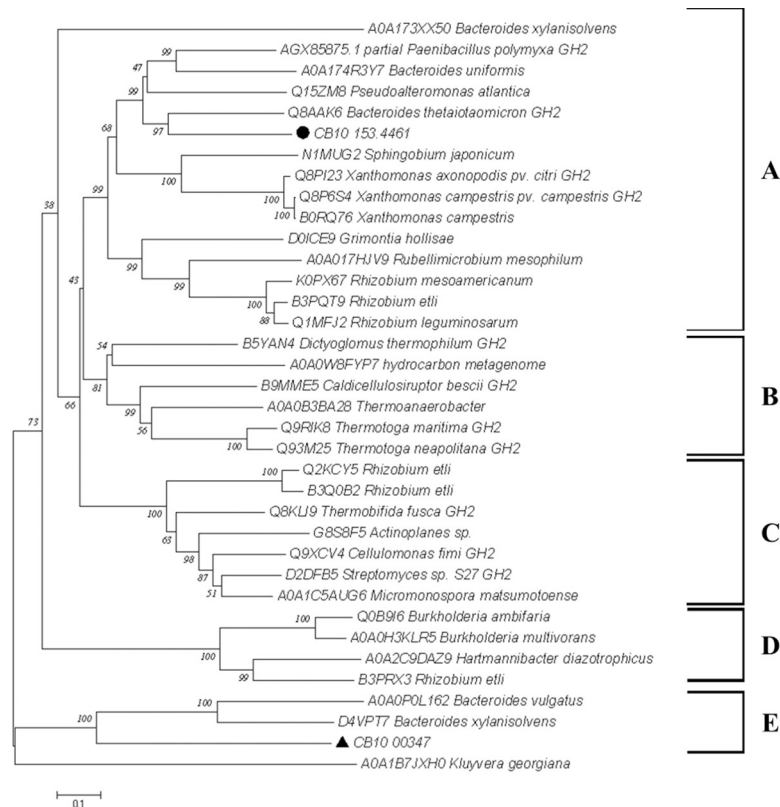 A0A173XX50 Bacteroides xylanisolvens
99 AGX85875.1 partial Paenibacillus polymyxa GH2
47 A0A174R3Y7 Bacteroides uniformis
99 Q15ZM8 Pseudoalteromonas atlantica
Q8AAK6 Bacteroides thetaiotaomicron GH2
97 CB10 153.4461
68 N1MUG2 Sphingobium japonicum
100 Q8PI23 Xanthomonas axonopodis pv. citri GH2
100 Q8P6S4 Xanthomonas campestris pv. campestris GH2
100 B0RQ76 Xanthomonas campestris
99 D0ICE9 Grimontia hollisae
99 A0A017HJV9 Rubellimicrobium mesophilum
99 K0PX67 Rhizobium mesoamericanum
100 B3PQT9 Rhizobium etli
88 Q1MFJ2 Rhizobium leguminosarum
A
38
43
54 B5YAN4 Dictyoglomus thermophilum GH2
A0A0W8FYP7 hydrocarbon metagenome
81 B9MME5 Caldicellulosiruptor bescii GH2
99 A0A0B3BA28 Thermoanaerobacter
56 Q9RIK8 Thermotoga maritima GH2
100 Q93M25 Thermotoga neapolitana GH2
B
66
73
100 Q2KCY5 Rhizobium etli
B3Q0B2 Rhizobium etli
100 Q8KLJ9 Thermobifida fusca GH2
63 G8S8F5 Actinoplanes sp.
98 Q9XCV4 Cellulomonas fimi GH2
87 D2DFB5 Streptomyces sp. S27 GH2
51 A0A1C5AUG6 Micromonospora matsumotoense
C
100 Q0B9I6 Burkholderia ambifaria
A0A0H3KLR5 Burkholderia multivorans
100 A0A2C9DAZ9 Hartmannibacter diazotrophicus
99 B3PRX3 Rhizobium etli
D
100 A0A0P0L162 Bacteroides vulgatus
100 D4VPT7 Bacteroides xylanisolvens
CB10 00347
E
A0A1B7JXH0 Kluyvera georgiana
0.1